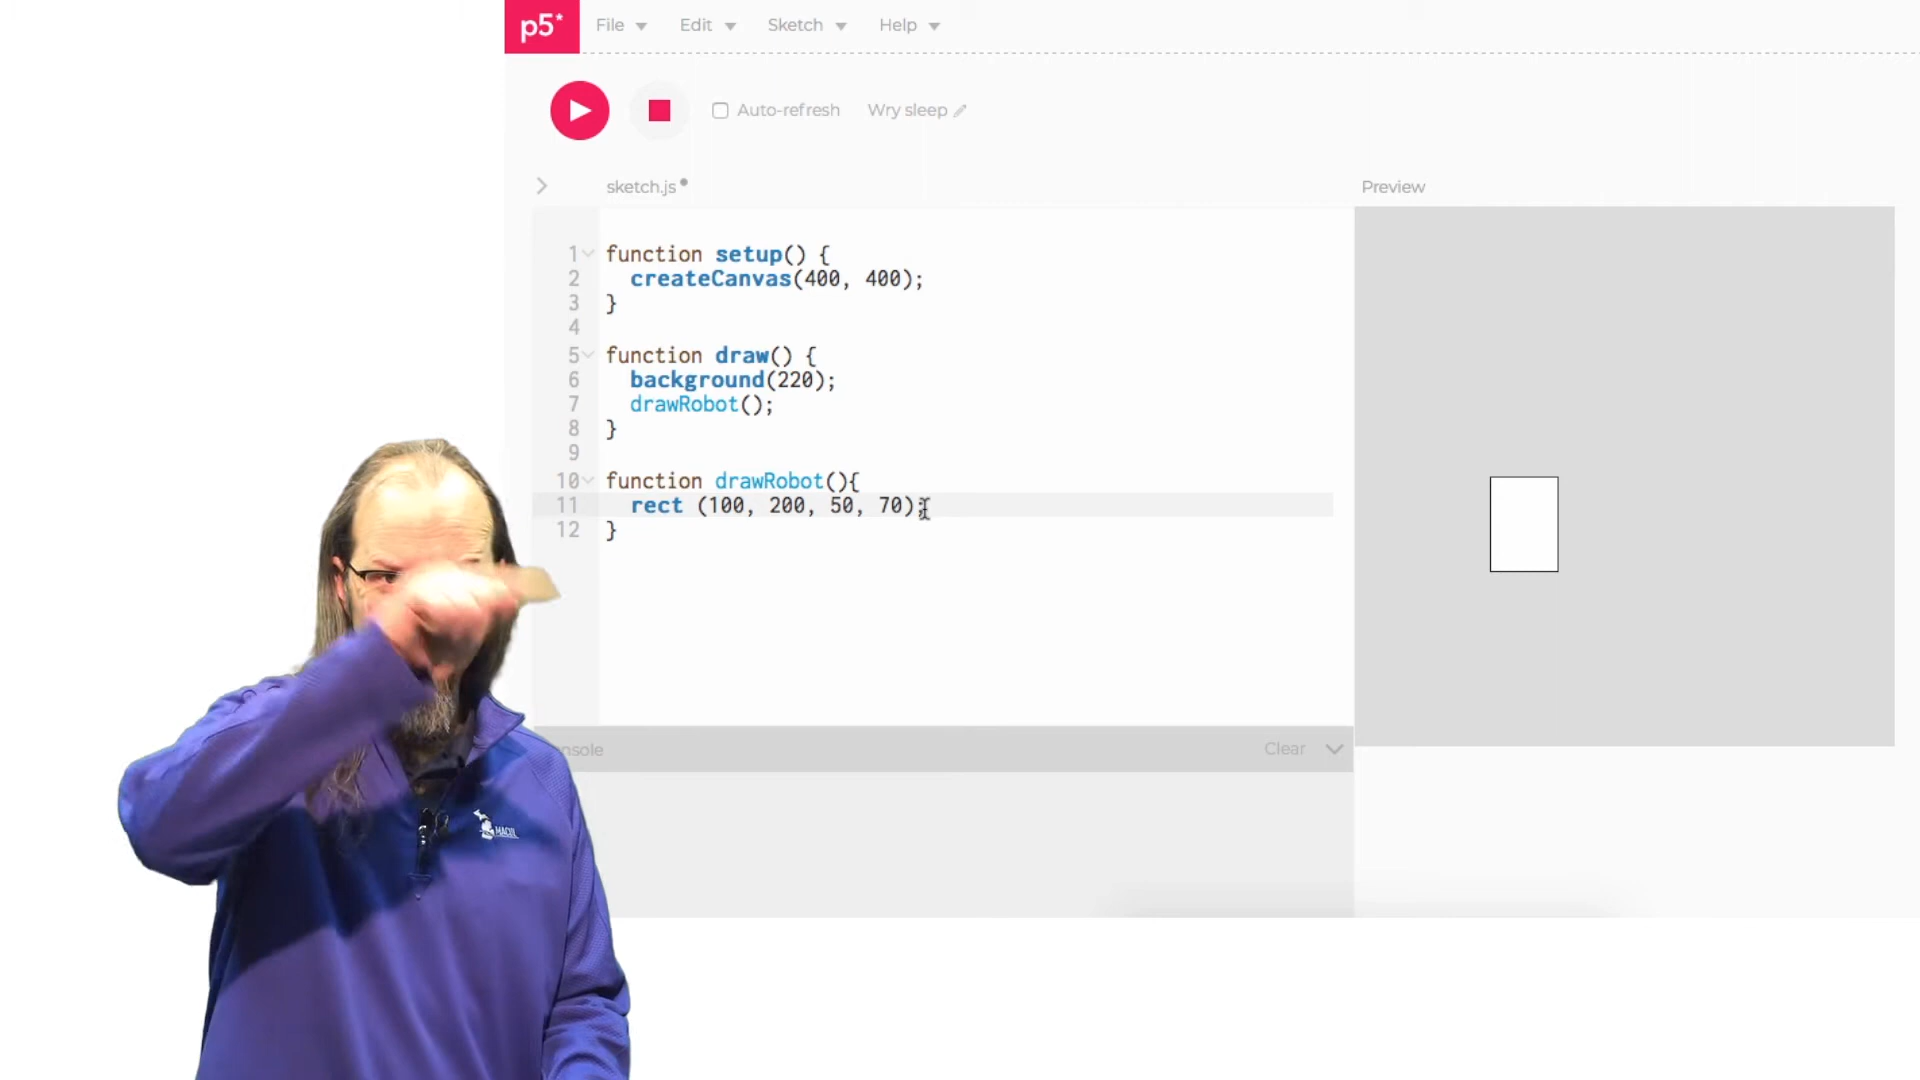 p5* File Edit Sketch Help
Auto-refresh Wry sleep
sketch.js Preview
1 function setup() {
2 createCanvas(400, 400);
3 }
4
5 function draw() {
6 background(220);
7 drawRobot();
8 }
9
10 function drawRobot(){
11 rect (100, 200, 50, 70);
12 }
nsole Clear
MACUL